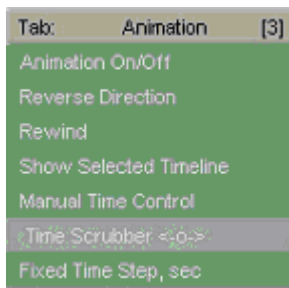 Tab: Animation [3]
Animation On/Off
Reverse Direction
Rewind
Show Selected Timeline
Manual Time Control
Time Scrubber <-o->
Fixed Time Step, sec